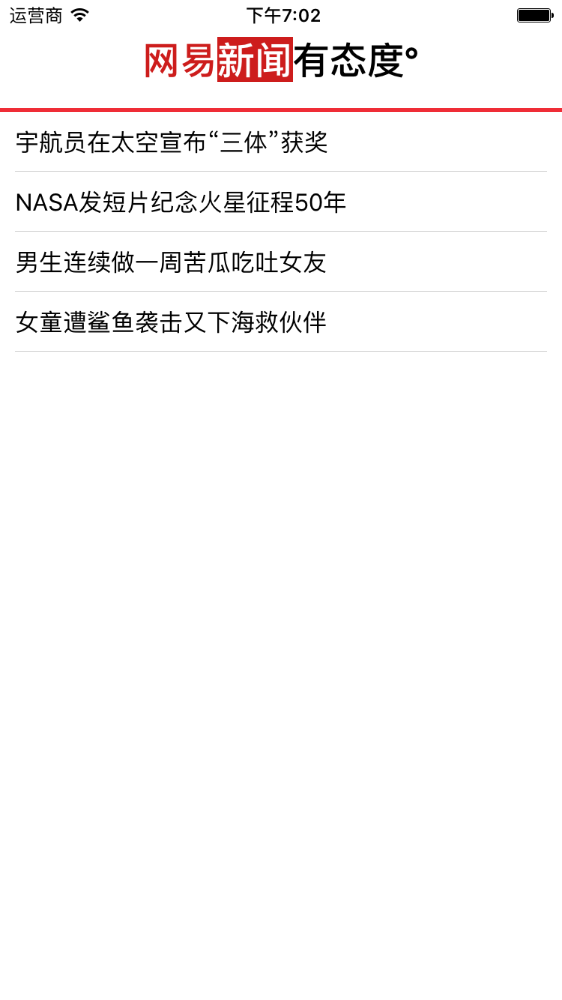 运营商 下午7:02
网易新闻有态度°
宇航员在太空宣布“三体”获奖
NASA发短片纪念火星征程50年
男生连续做一周苦瓜吃吐女友
女童遭鲨鱼袭击又下海救伙伴